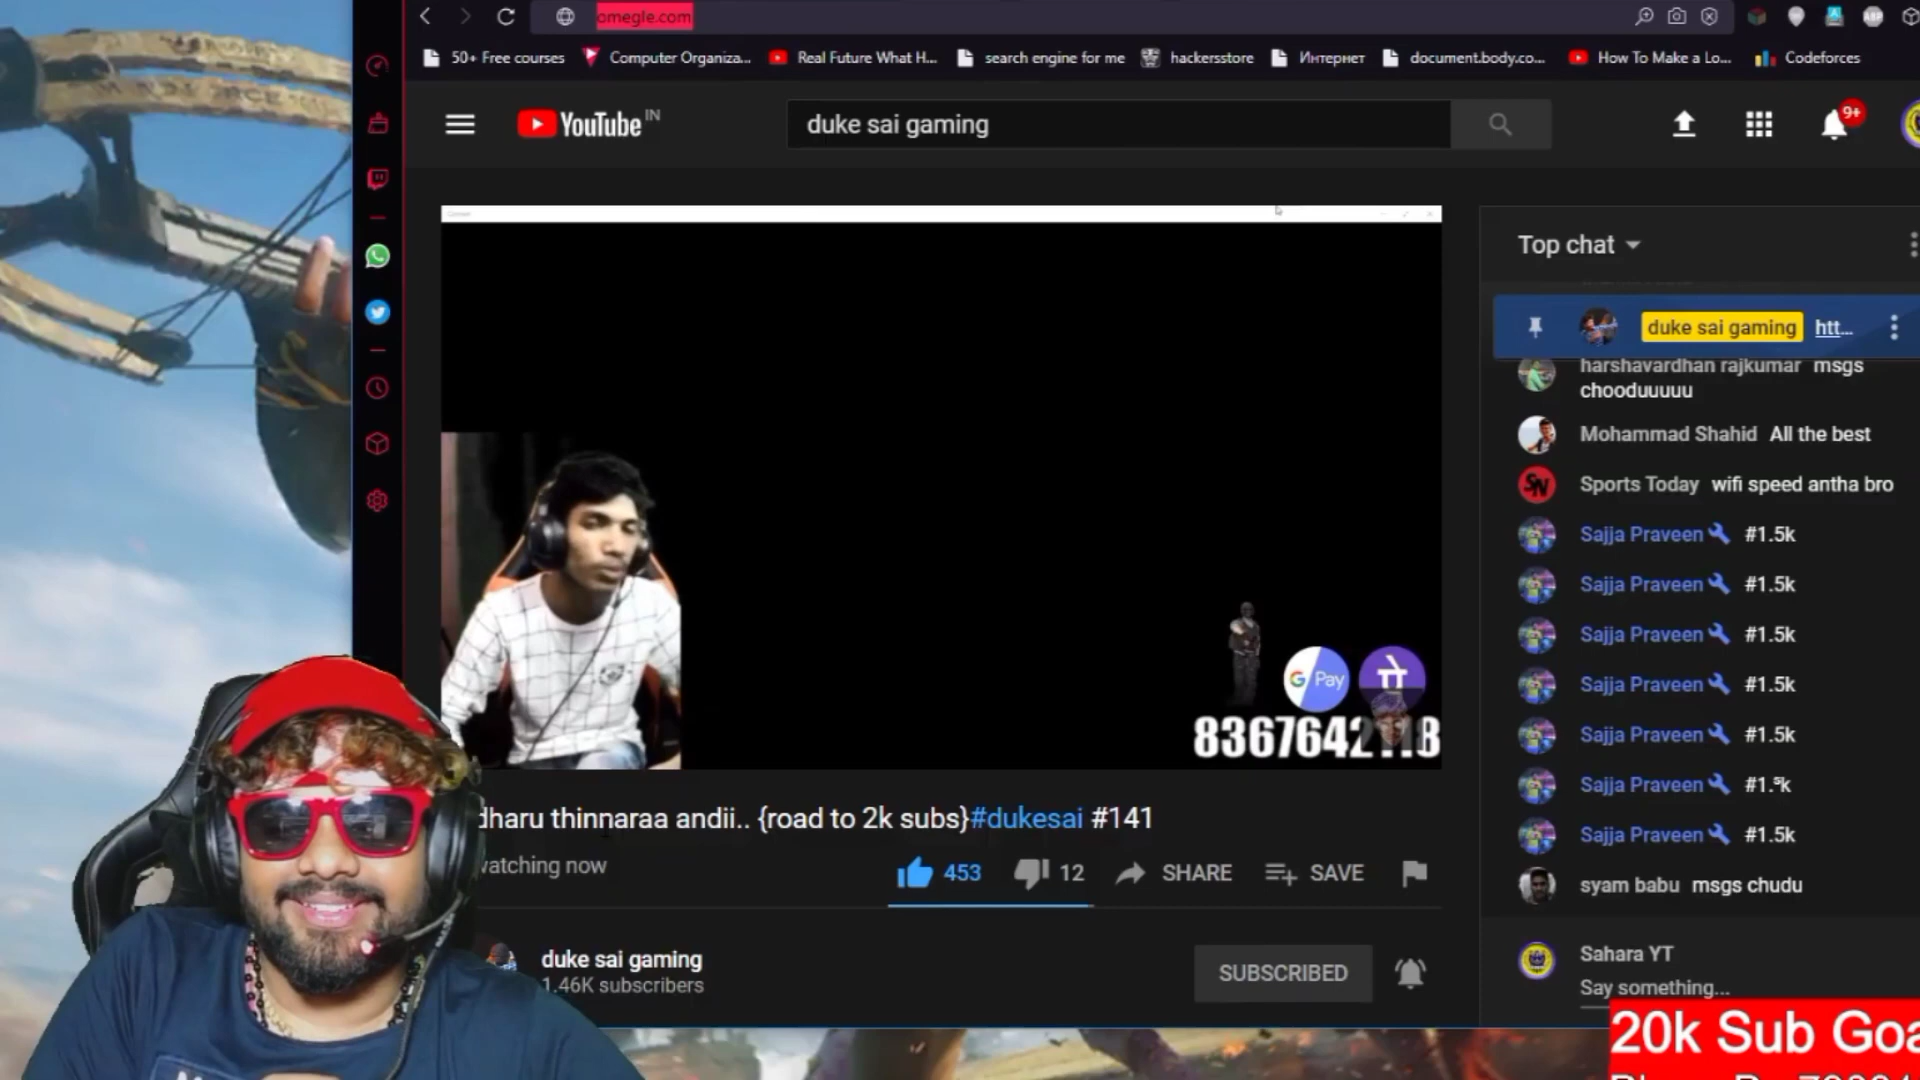 omegle.com
50+ Free courses
Computer Organiza...
Real Future What H...
search engine for me
hackersstore
Интернет
document.body.co...
How To Make a Lo...
Codeforces
YouTube IN
duke sai gaming
9+
Top chat
duke sai gaming htt...
harshavardhan rajkumar msgs
chooduuuuu
Mohammad Shahid All the best
SN
Sports Today wifi speed antha bro
Sajja Praveen #1.5k
Sajja Praveen #1.5k
Sajja Praveen #1.5k
Sajja Praveen #1.5k
Sajja Praveen #1.5k
Sajja Praveen #1.5k
Sajja Praveen #1.5k
syam babu msgs chudu
Sahara YT
Say something...
G Pay
पे
dharu thinnaraa andii.. {road to 2k subs}#dukesai #141
watching now
453
12
SHARE
SAVE
duke sai gaming
1.46K subscribers
SUBSCRIBED
20k Sub Goa